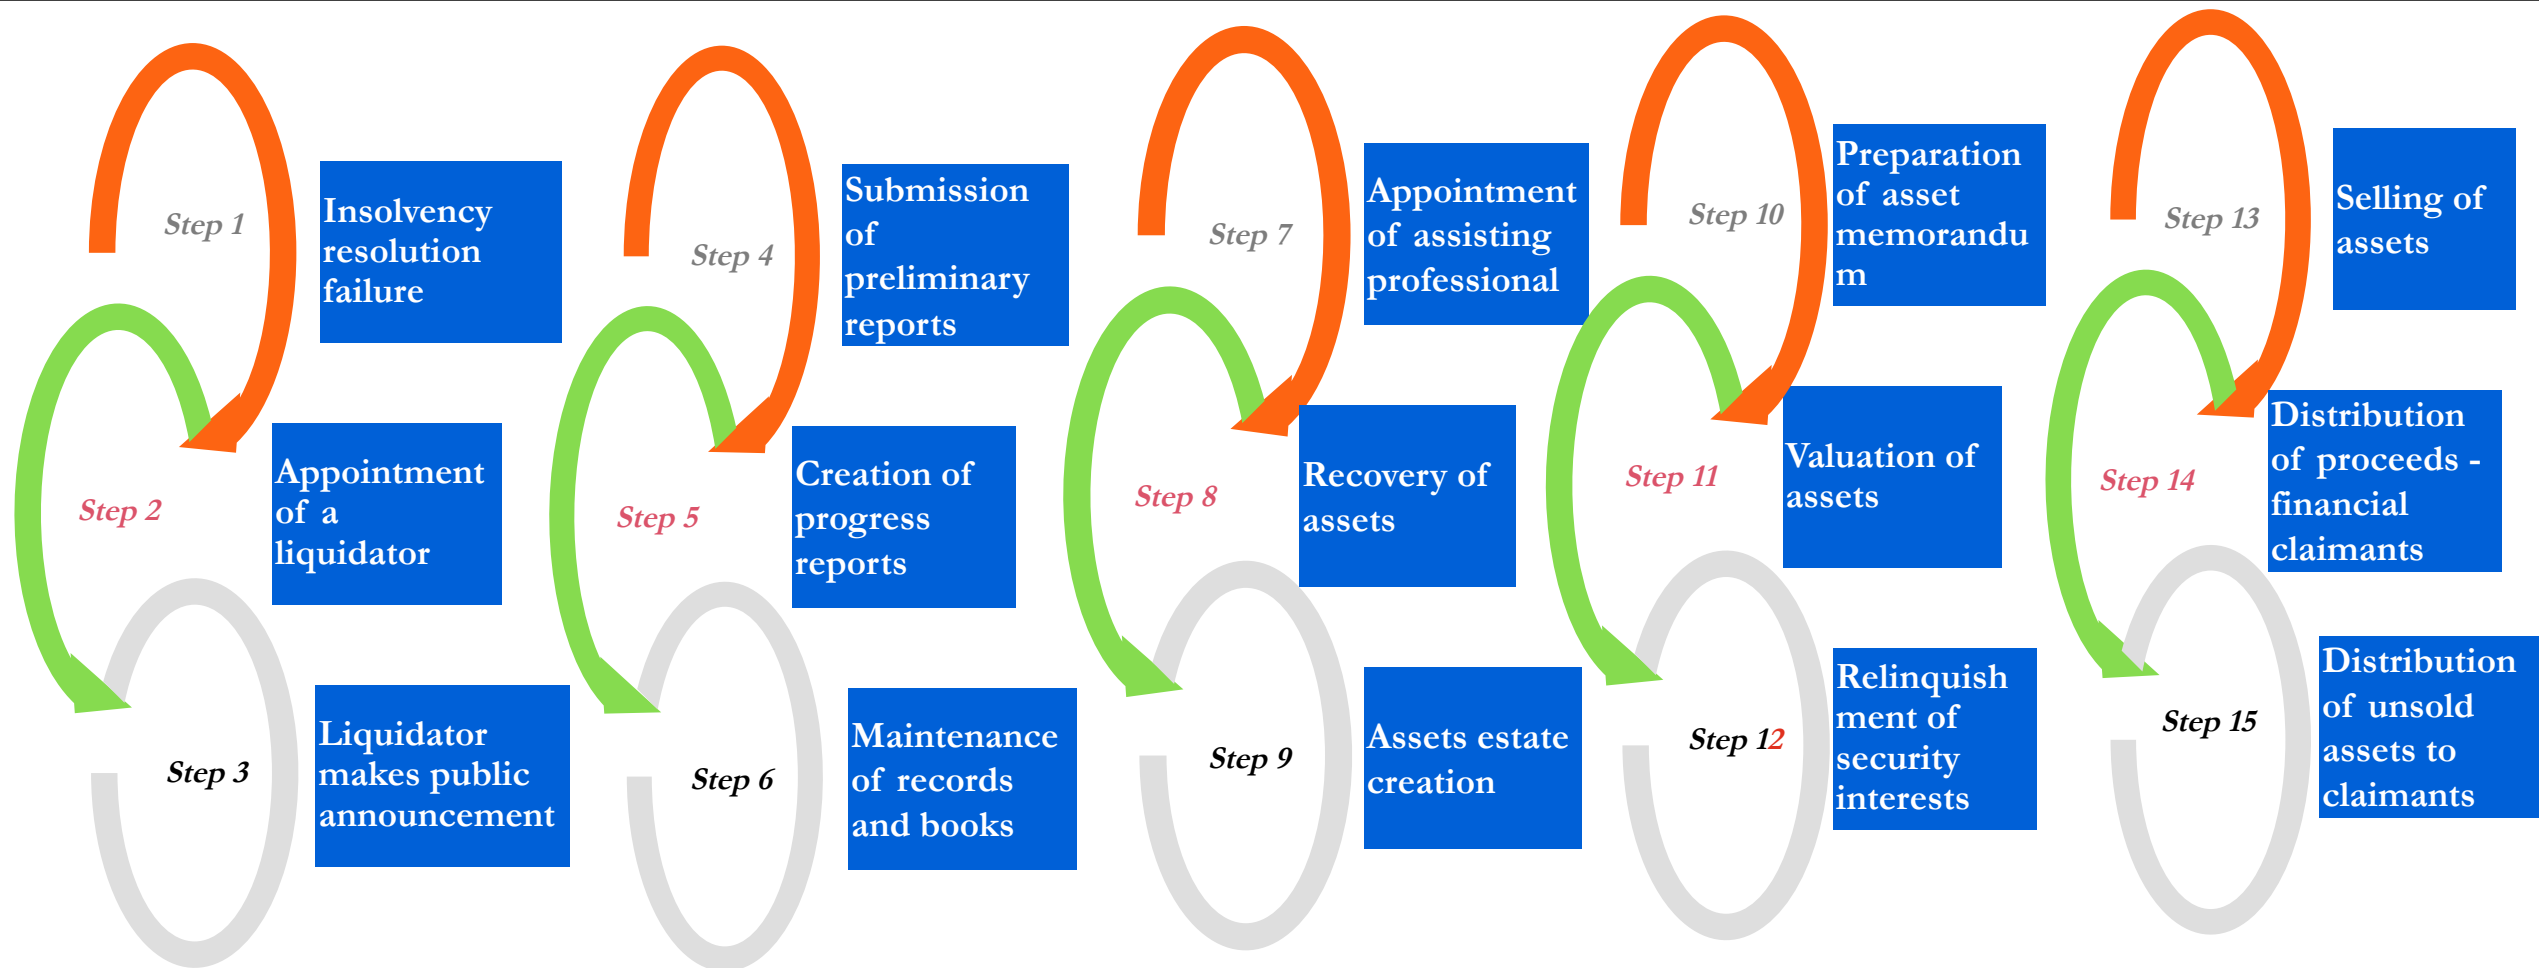 Step 1
Insolvency
resolution
failure
Step 2
Appointment
of a
liquidator
Step 3
Liquidator
makes public
announcement
Step 4
Submission
of
preliminary
reports
Step 5
Creation of
progress
reports
Step 6
Maintenance
of records
and books
Step 7
Appointment
of assisting
professional
Step 8
Recovery of
assets
Step 9
Assets estate
creation
Step 10
Preparation
of asset
memorandu
m
Step 11
Valuation of
assets
Step 12
Relinquish
ment of
security
interests
Step 13
Selling of
assets
Step 14
Distribution
of proceeds -
financial
claimants
Step 15
Distribution
of unsold
assets to
claimants